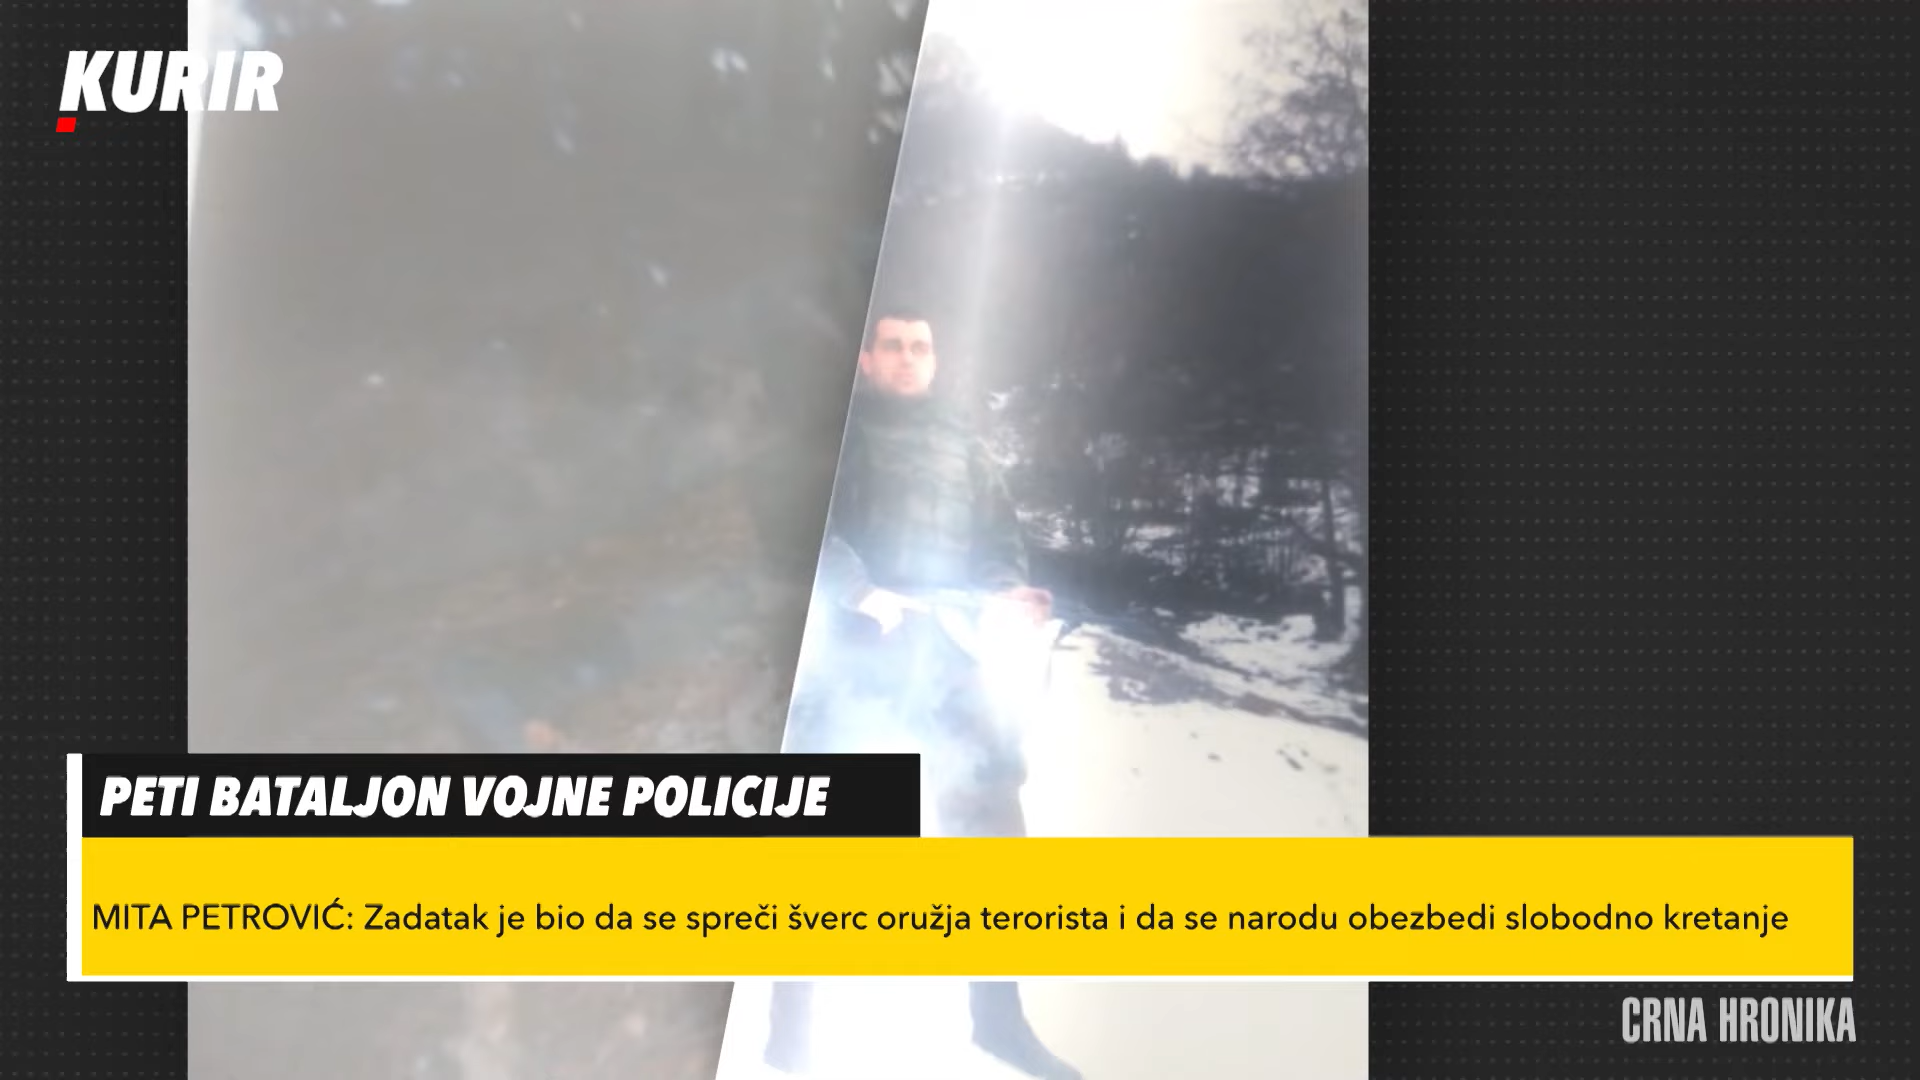 KURIR
PETI BATALJON VOJNE POLICIJE
MITA PETROVIĆ: Zadatak je bio da se spreči šverc oružja terorista i da se narodu obezbedi slobodno kretanje
CRNA HRONIKA